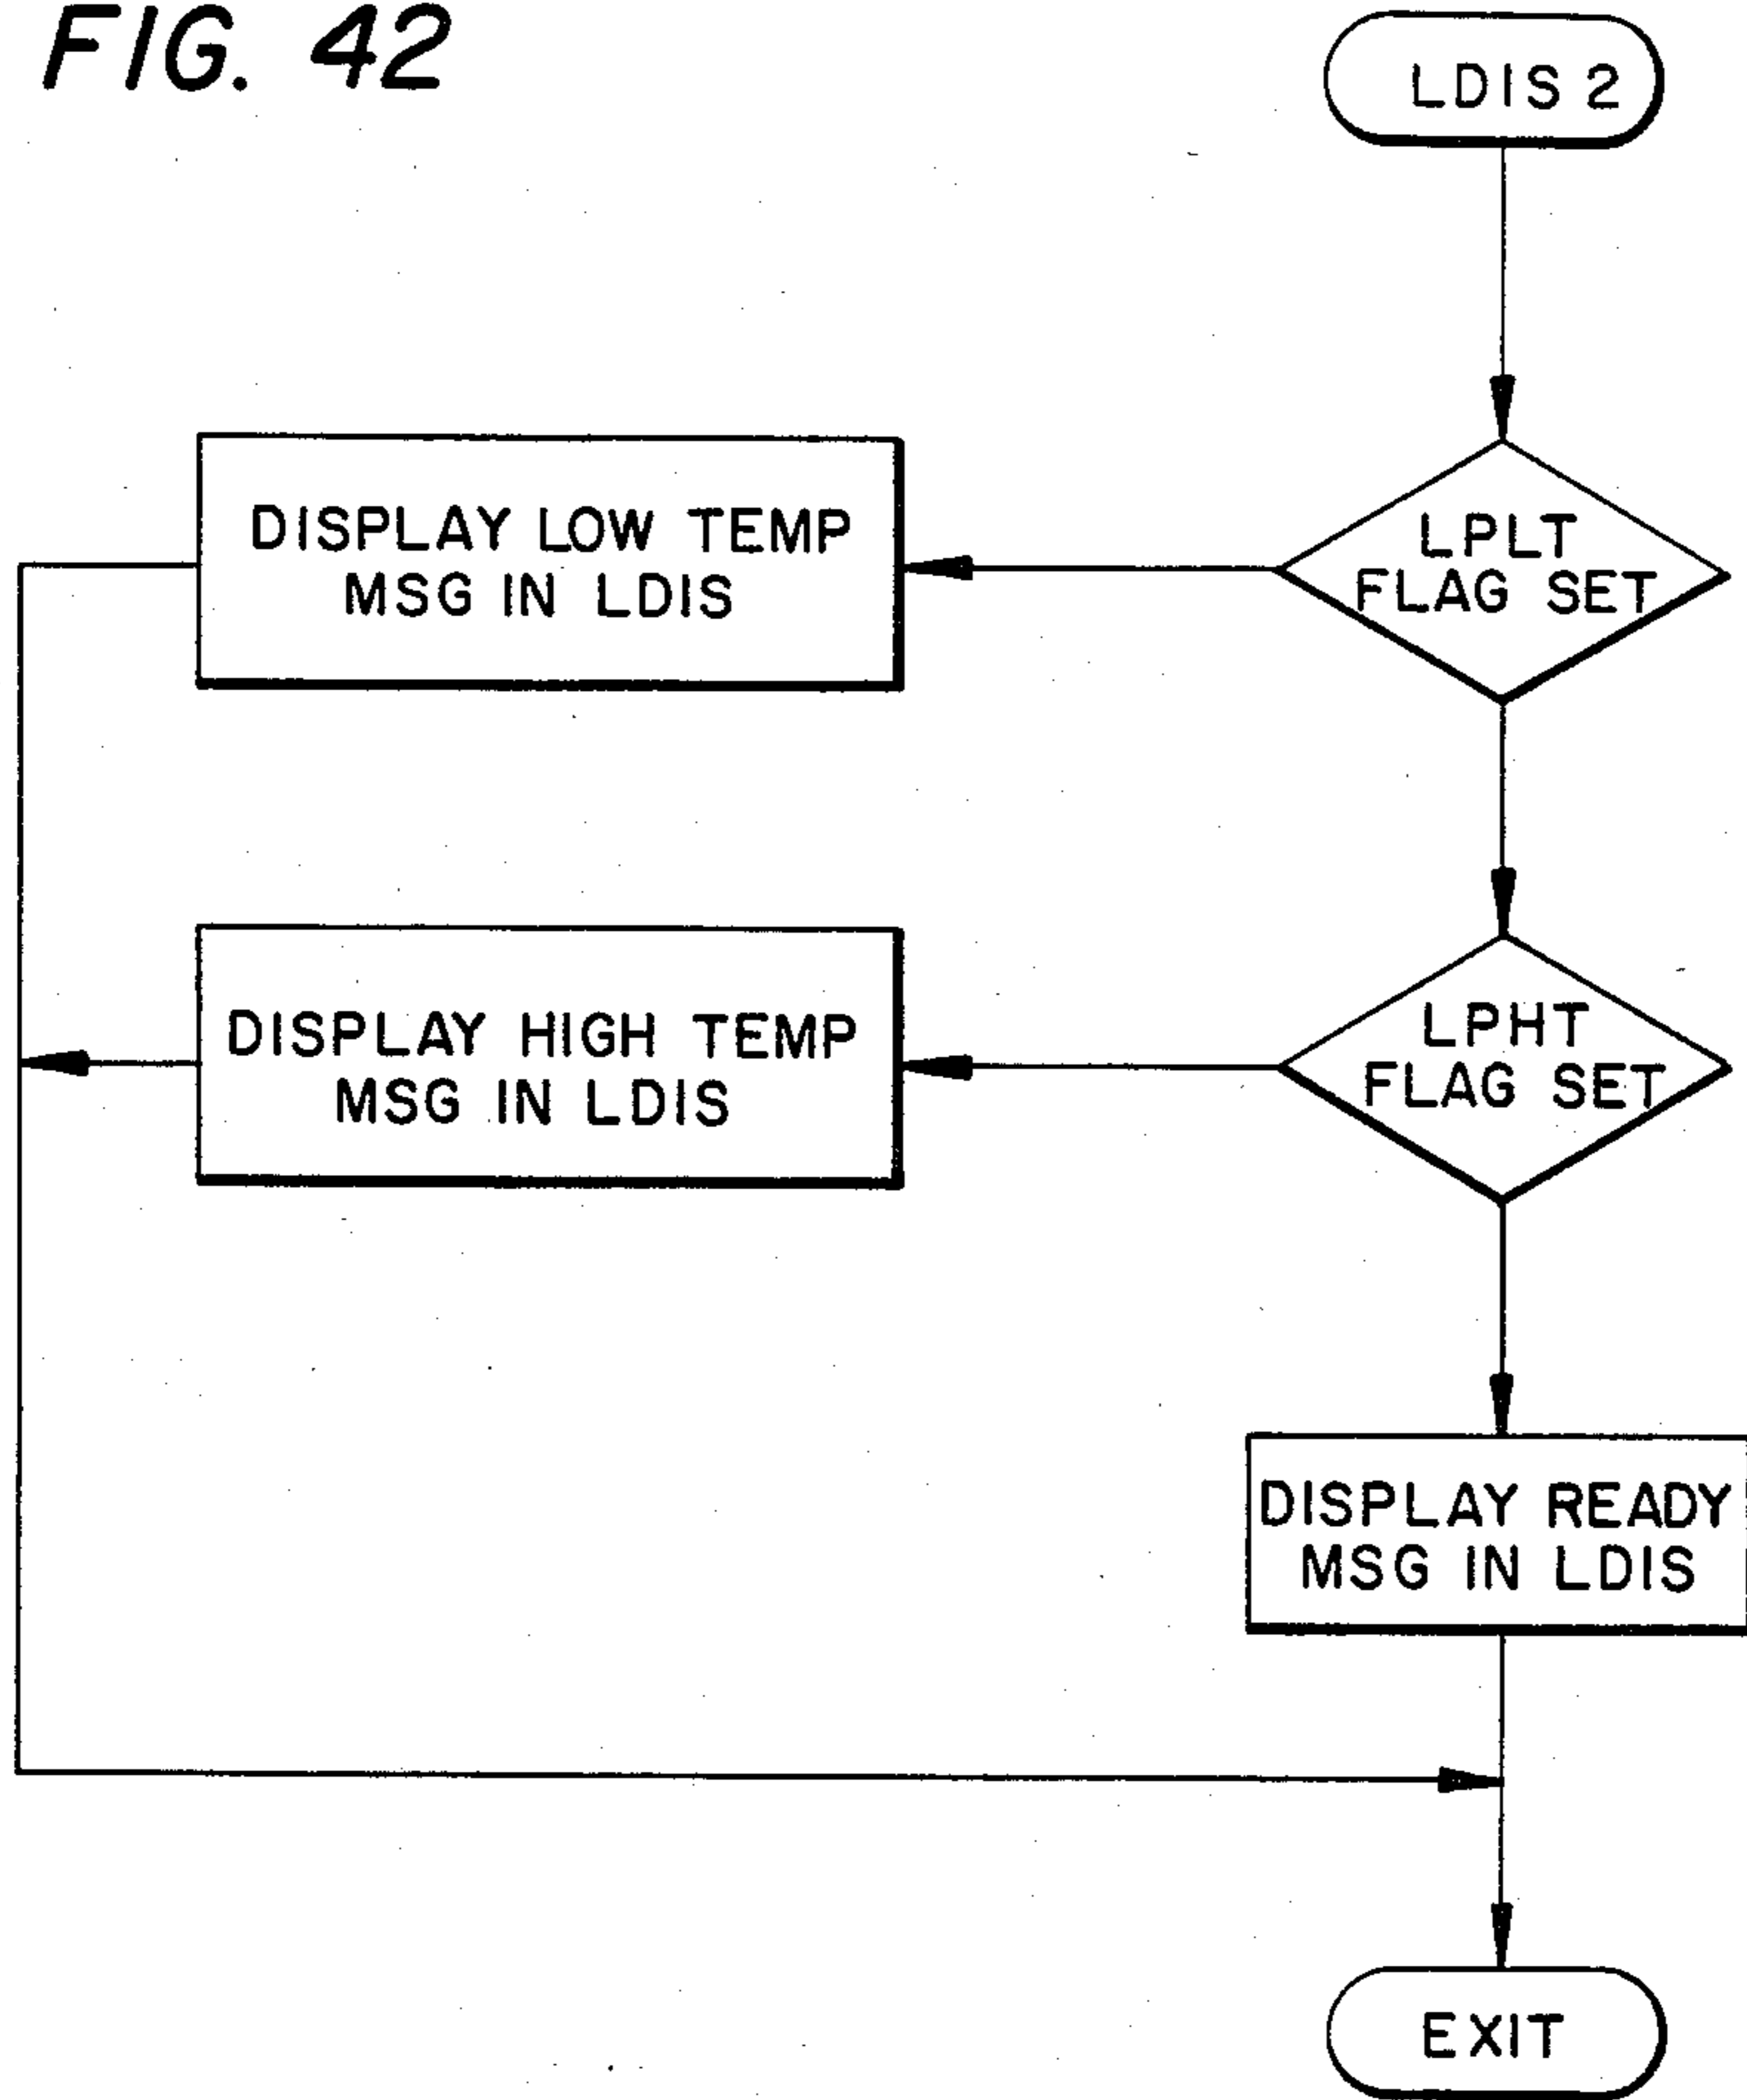 FIG. 42
LDIS 2
LPLT
FLAG SET
DISPLAY LOW TEMP
MSG IN LDIS
LPHT
FLAG SET
DISPLAY HIGH TEMP
MSG IN LDIS
DISPLAY READY
MSG IN LDIS
EXIT